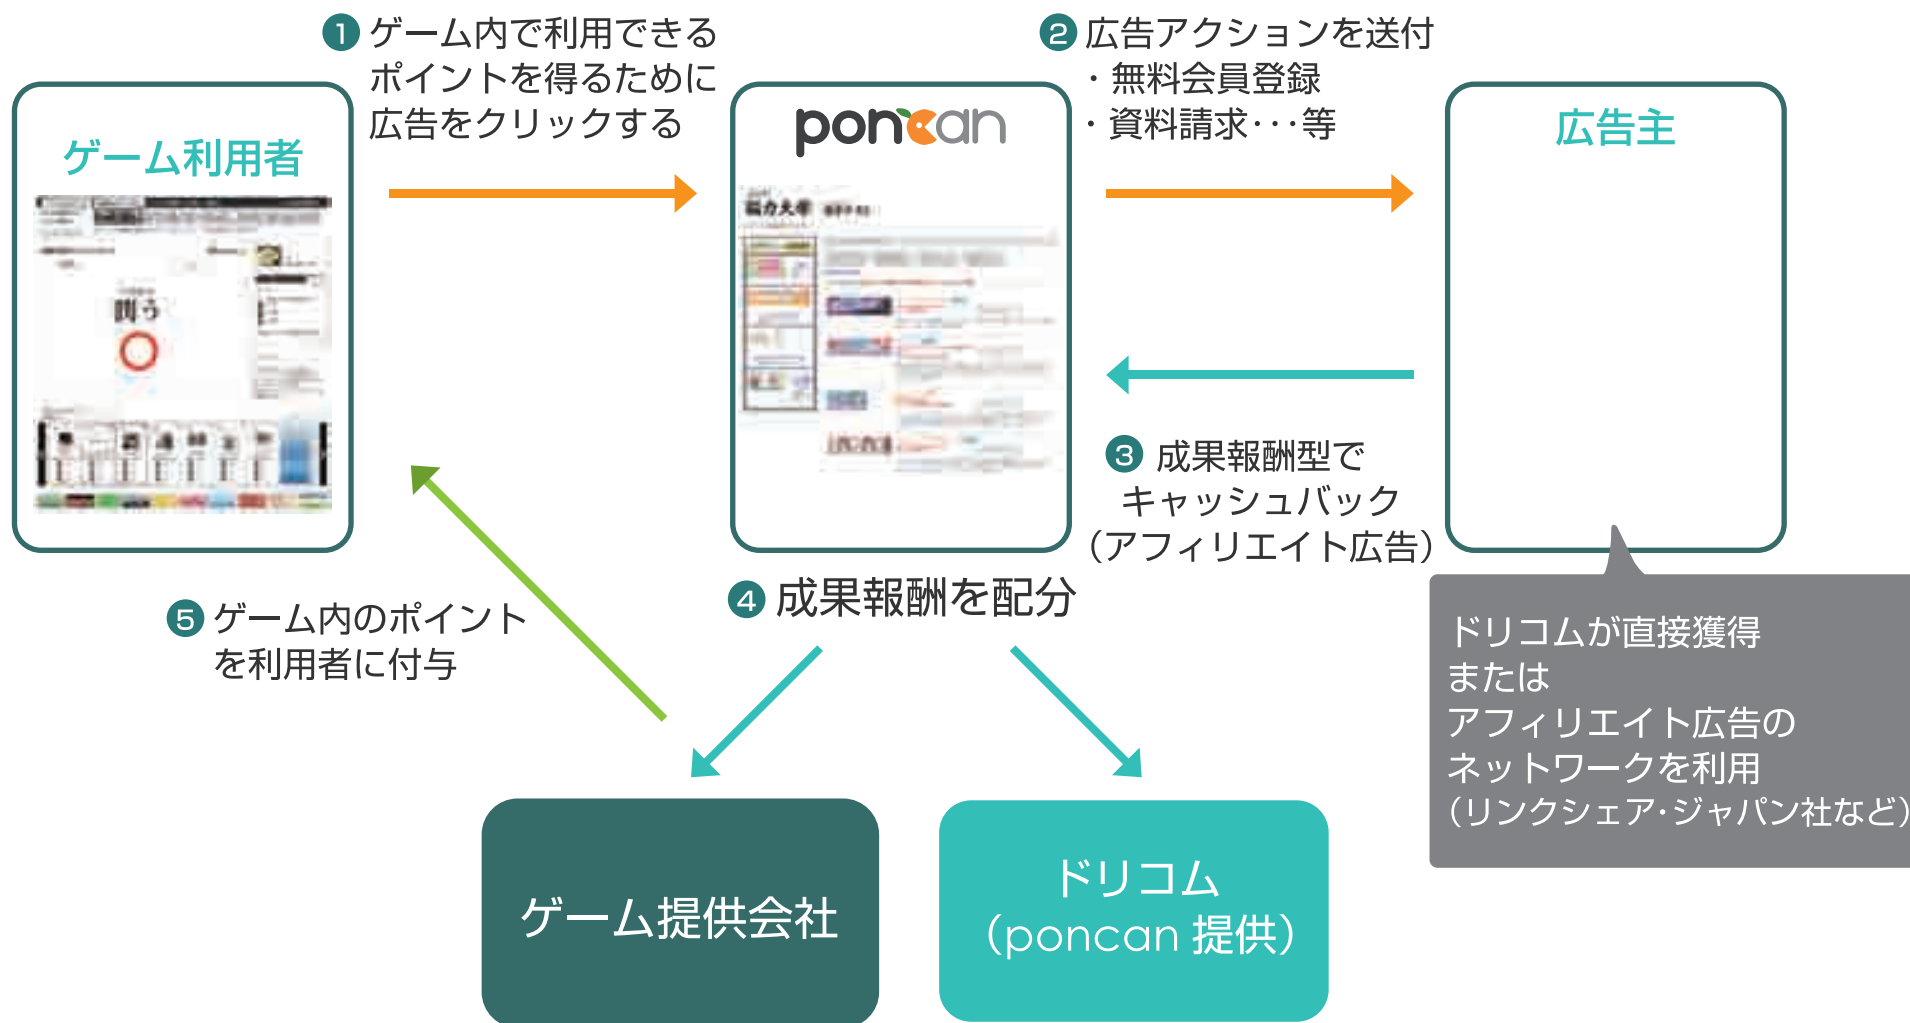 ❶ ゲーム内で利用できる
ポイントを得るために
広告をクリックする
❷ 広告アクションを送付
・無料会員登録
・資料請求・・・等
ゲーム利用者
poncan
広告主
問う
❸ 成果報酬型で
キャッシュバック
（アフィリエイト広告）
❹ 成果報酬を配分
❺ ゲーム内のポイント
を利用者に付与
ドリコムが直接獲得
または
アフィリエイト広告の
ネットワークを利用
（リンクシェア・ジャパン社など）
ゲーム提供会社
ドリコム
（poncan 提供）